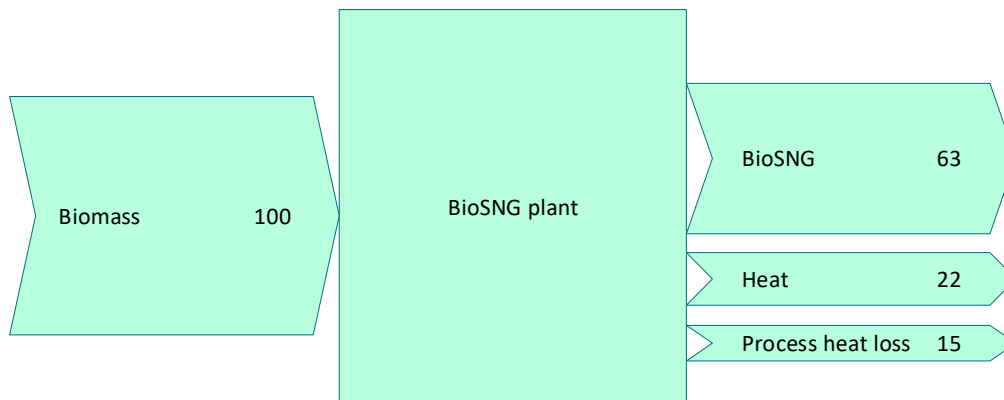 Biomass 100
BioSNG plant
BioSNG 63
Heat 22
Process heat loss 15